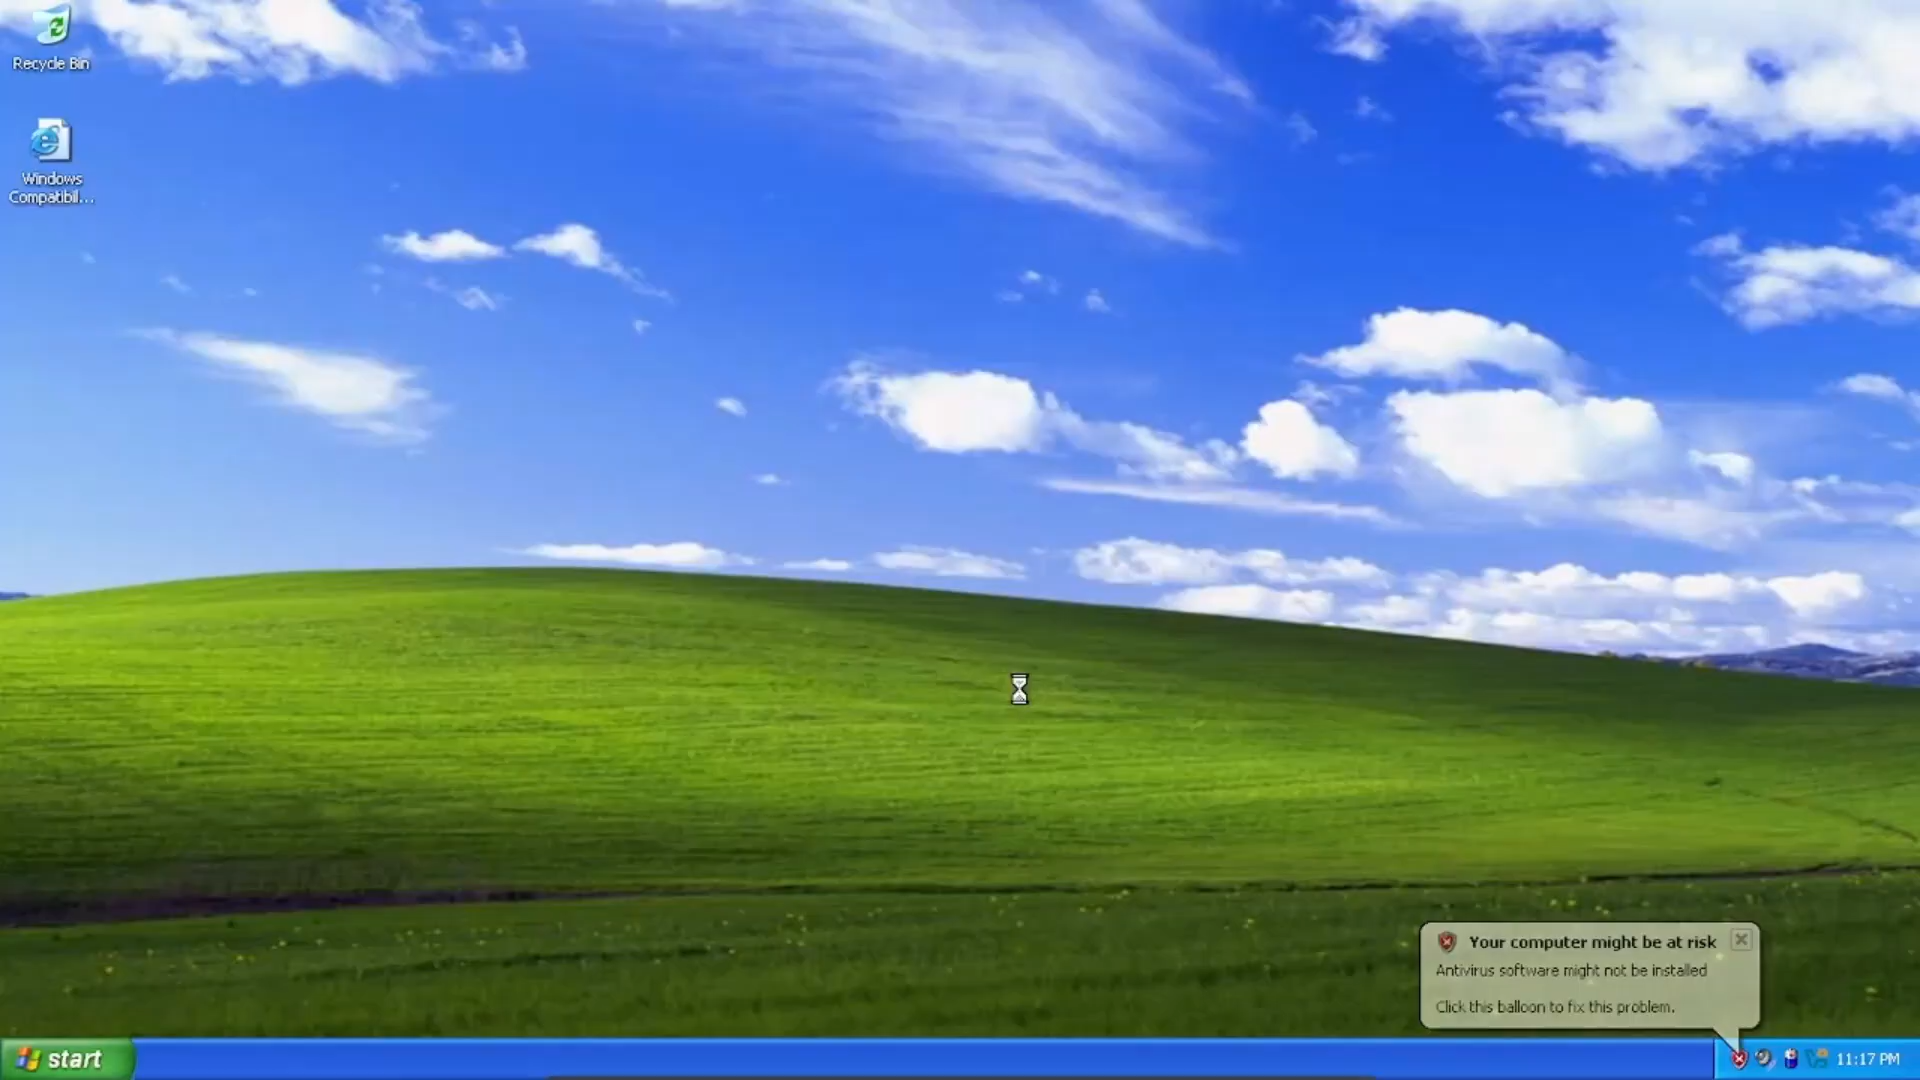 Recycle Bin
Windows
Compatibil...
Your computer might be at risk
Antivirus software might not be installed
Click this balloon to fix this problem.
start
11:17 PM